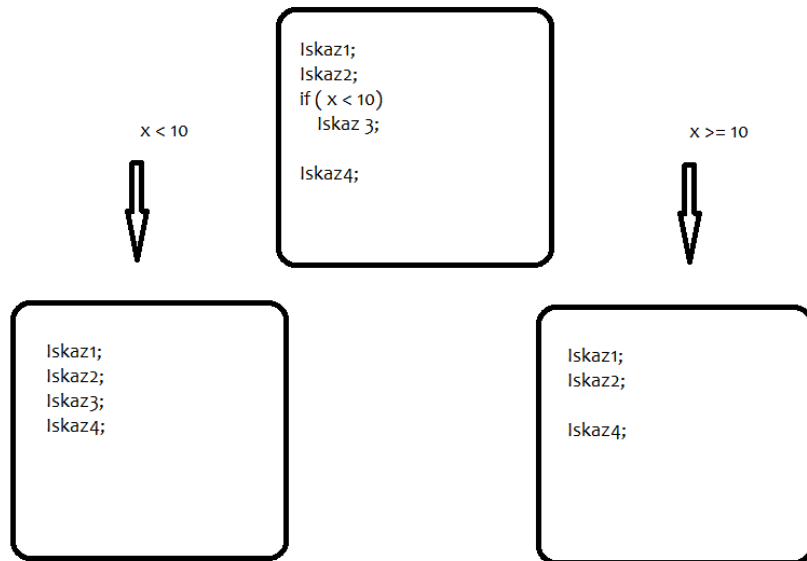 Iskaz1;
Iskaz2;
if ( x < 10)
Iskaz 3;
Iskaz4;
x < 10
x >= 10
Iskaz1;
Iskaz2;
Iskaz3;
Iskaz4;
Iskaz1;
Iskaz2;
Iskaz4;